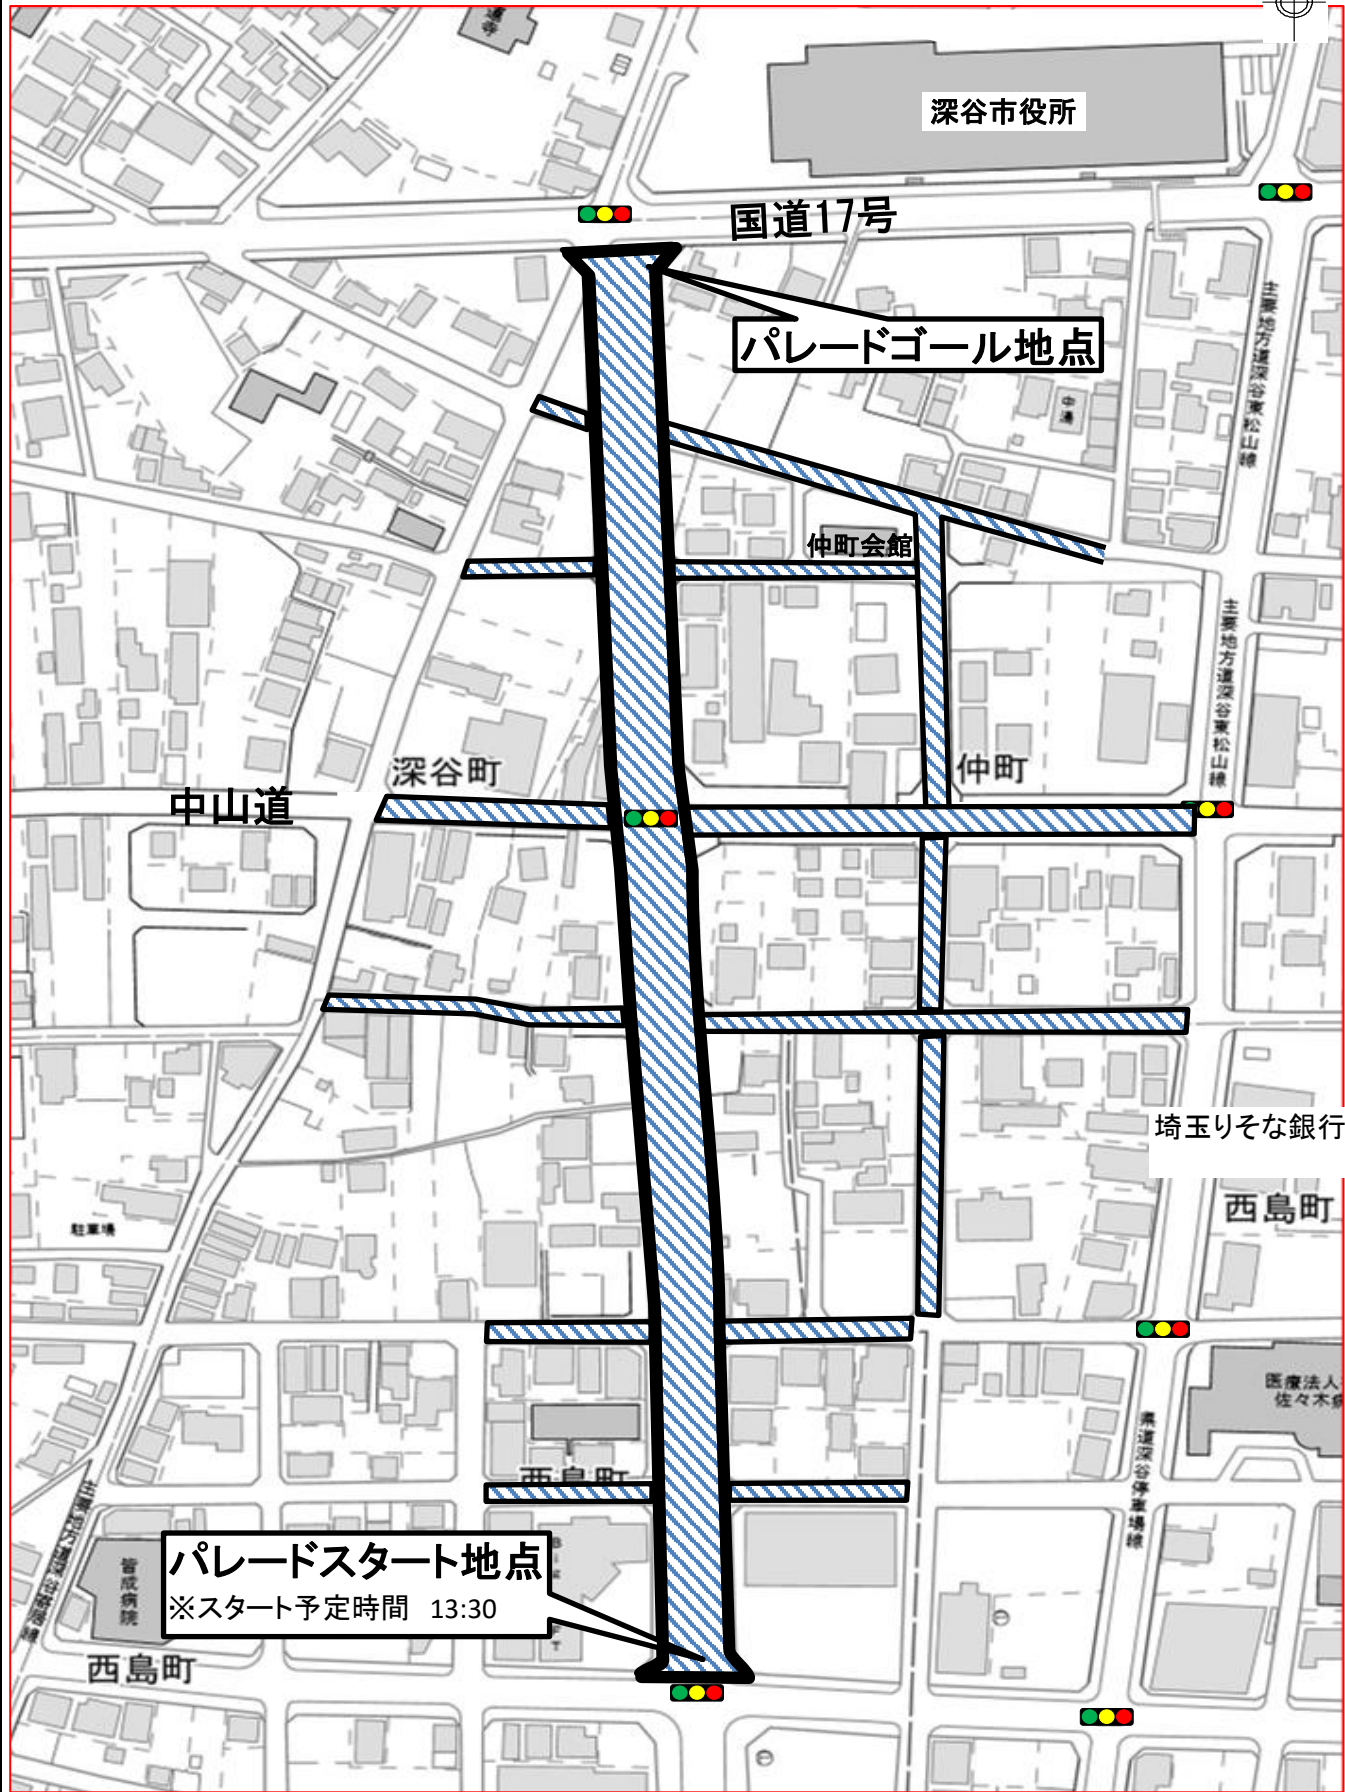 深谷市役所
国道17号
パレードゴール地点
主要地方道深谷東松山線
中湯
仲町会館
主要地方道深谷東松山線
深谷町
仲町
中山道
埼玉りそな銀行
西島町
駐車場
医療法人
佐々木病
県道深谷停車場線
西島町
パレードスタート地点
※スタート予定時間 13:30
皆成病院
西島町